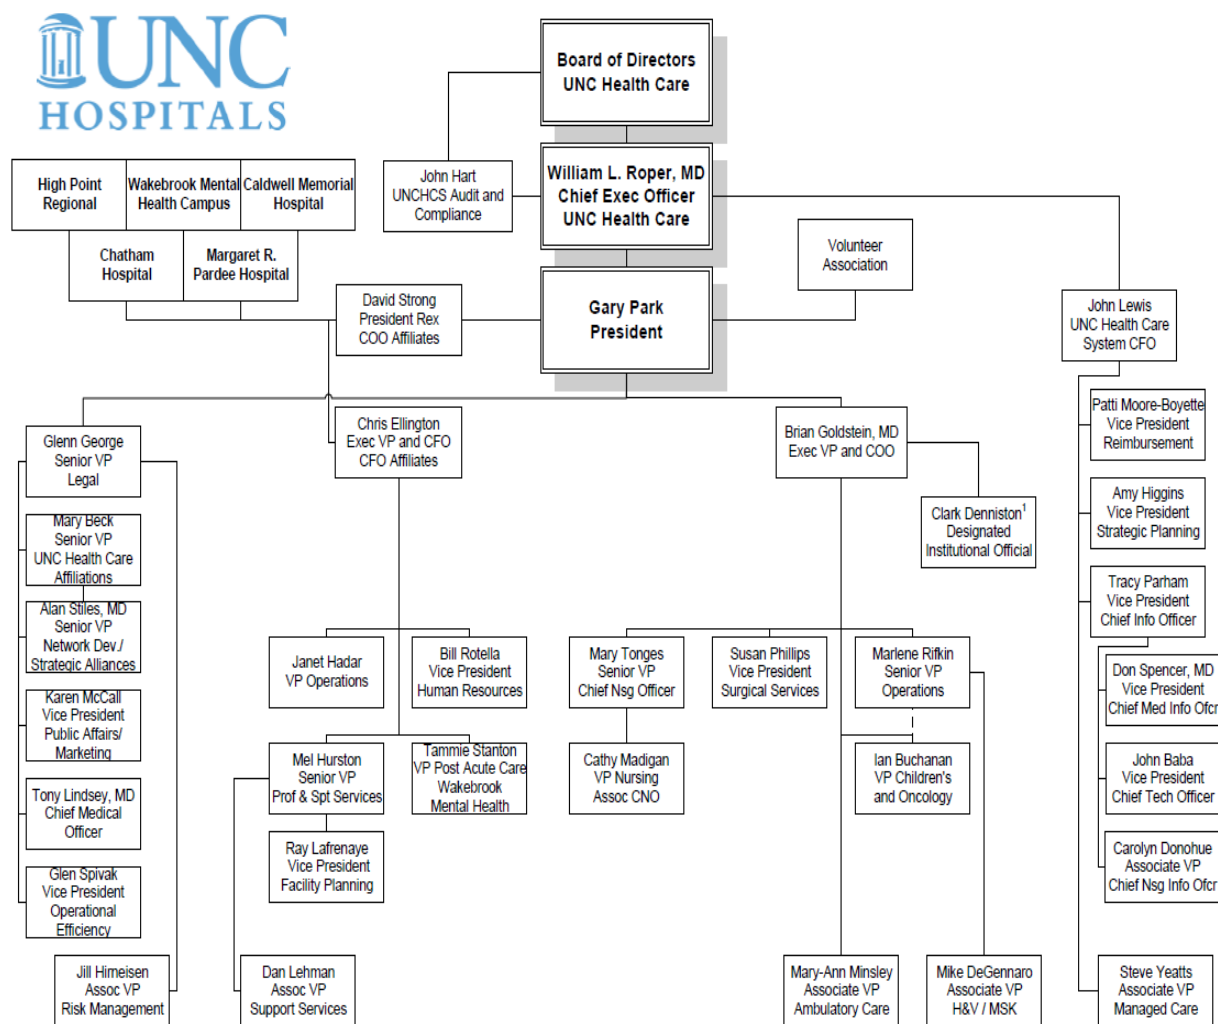 UNC
HOSPITALS
Board of Directors
UNC Health Care
High Point
Regional
Wakebrook Mental
Health Campus
Caldwell Memorial
Hospital
Chatham
Hospital
Margaret R.
Pardee Hospital
John Hart
UNCHCS Audit and
Compliance
William L. Roper, MD
Chief Exec Officer
UNC Health Care
Volunteer
Association
David Strong
President Rex
COO Affiliates
Gary Park
President
John Lewis
UNC Health Care
System CFO
Glenn George
Senior VP
Legal
Chris Ellington
Exec VP and CFO
CFO Affiliates
Brian Goldstein, MD
Exec VP and COO
Patti Moore-Boyette
Vice President
Reimbursement
Mary Beck
Senior VP
UNC Health Care
Affiliations
Clark Denniston¹
Designated
Institutional Official
Amy Higgins
Vice President
Strategic Planning
Alan Stiles, MD
Senior VP
Network Dev./
Strategic Alliances
Tracy Parham
Vice President
Chief Info Officer
Janet Hadar
VP Operations
Bill Rotella
Vice President
Human Resources
Mary Tonges
Senior VP
Chief Nsg Officer
Susan Phillips
Vice President
Surgical Services
Marlene Rifkin
Senior VP
Operations
Don Spencer, MD
Vice President
Chief Med Info Ofcr
Karen McCall
Vice President
Public Affairs/
Marketing
Mel Hurston
Senior VP
Prof & Spt Services
Tammie Stanton
VP Post Acute Care
Wakebrook
Mental Health
Cathy Madigan
VP Nursing
Assoc CNO
Ian Buchanan
VP Children's
and Oncology
John Baba
Vice President
Chief Tech Officer
Tony Lindsey, MD
Chief Medical
Officer
Ray Lafrenaye
Vice President
Facility Planning
Carolyn Donohue
Associate VP
Chief Nsg Info Ofcr
Glen Spivak
Vice President
Operational
Efficiency
Jill Himeisen
Assoc VP
Risk Management
Dan Lehman
Assoc VP
Support Services
Mary-Ann Minsley
Associate VP
Ambulatory Care
Mike DeGennaro
Associate VP
H&V / MSK
Steve Yeatts
Associate VP
Managed Care